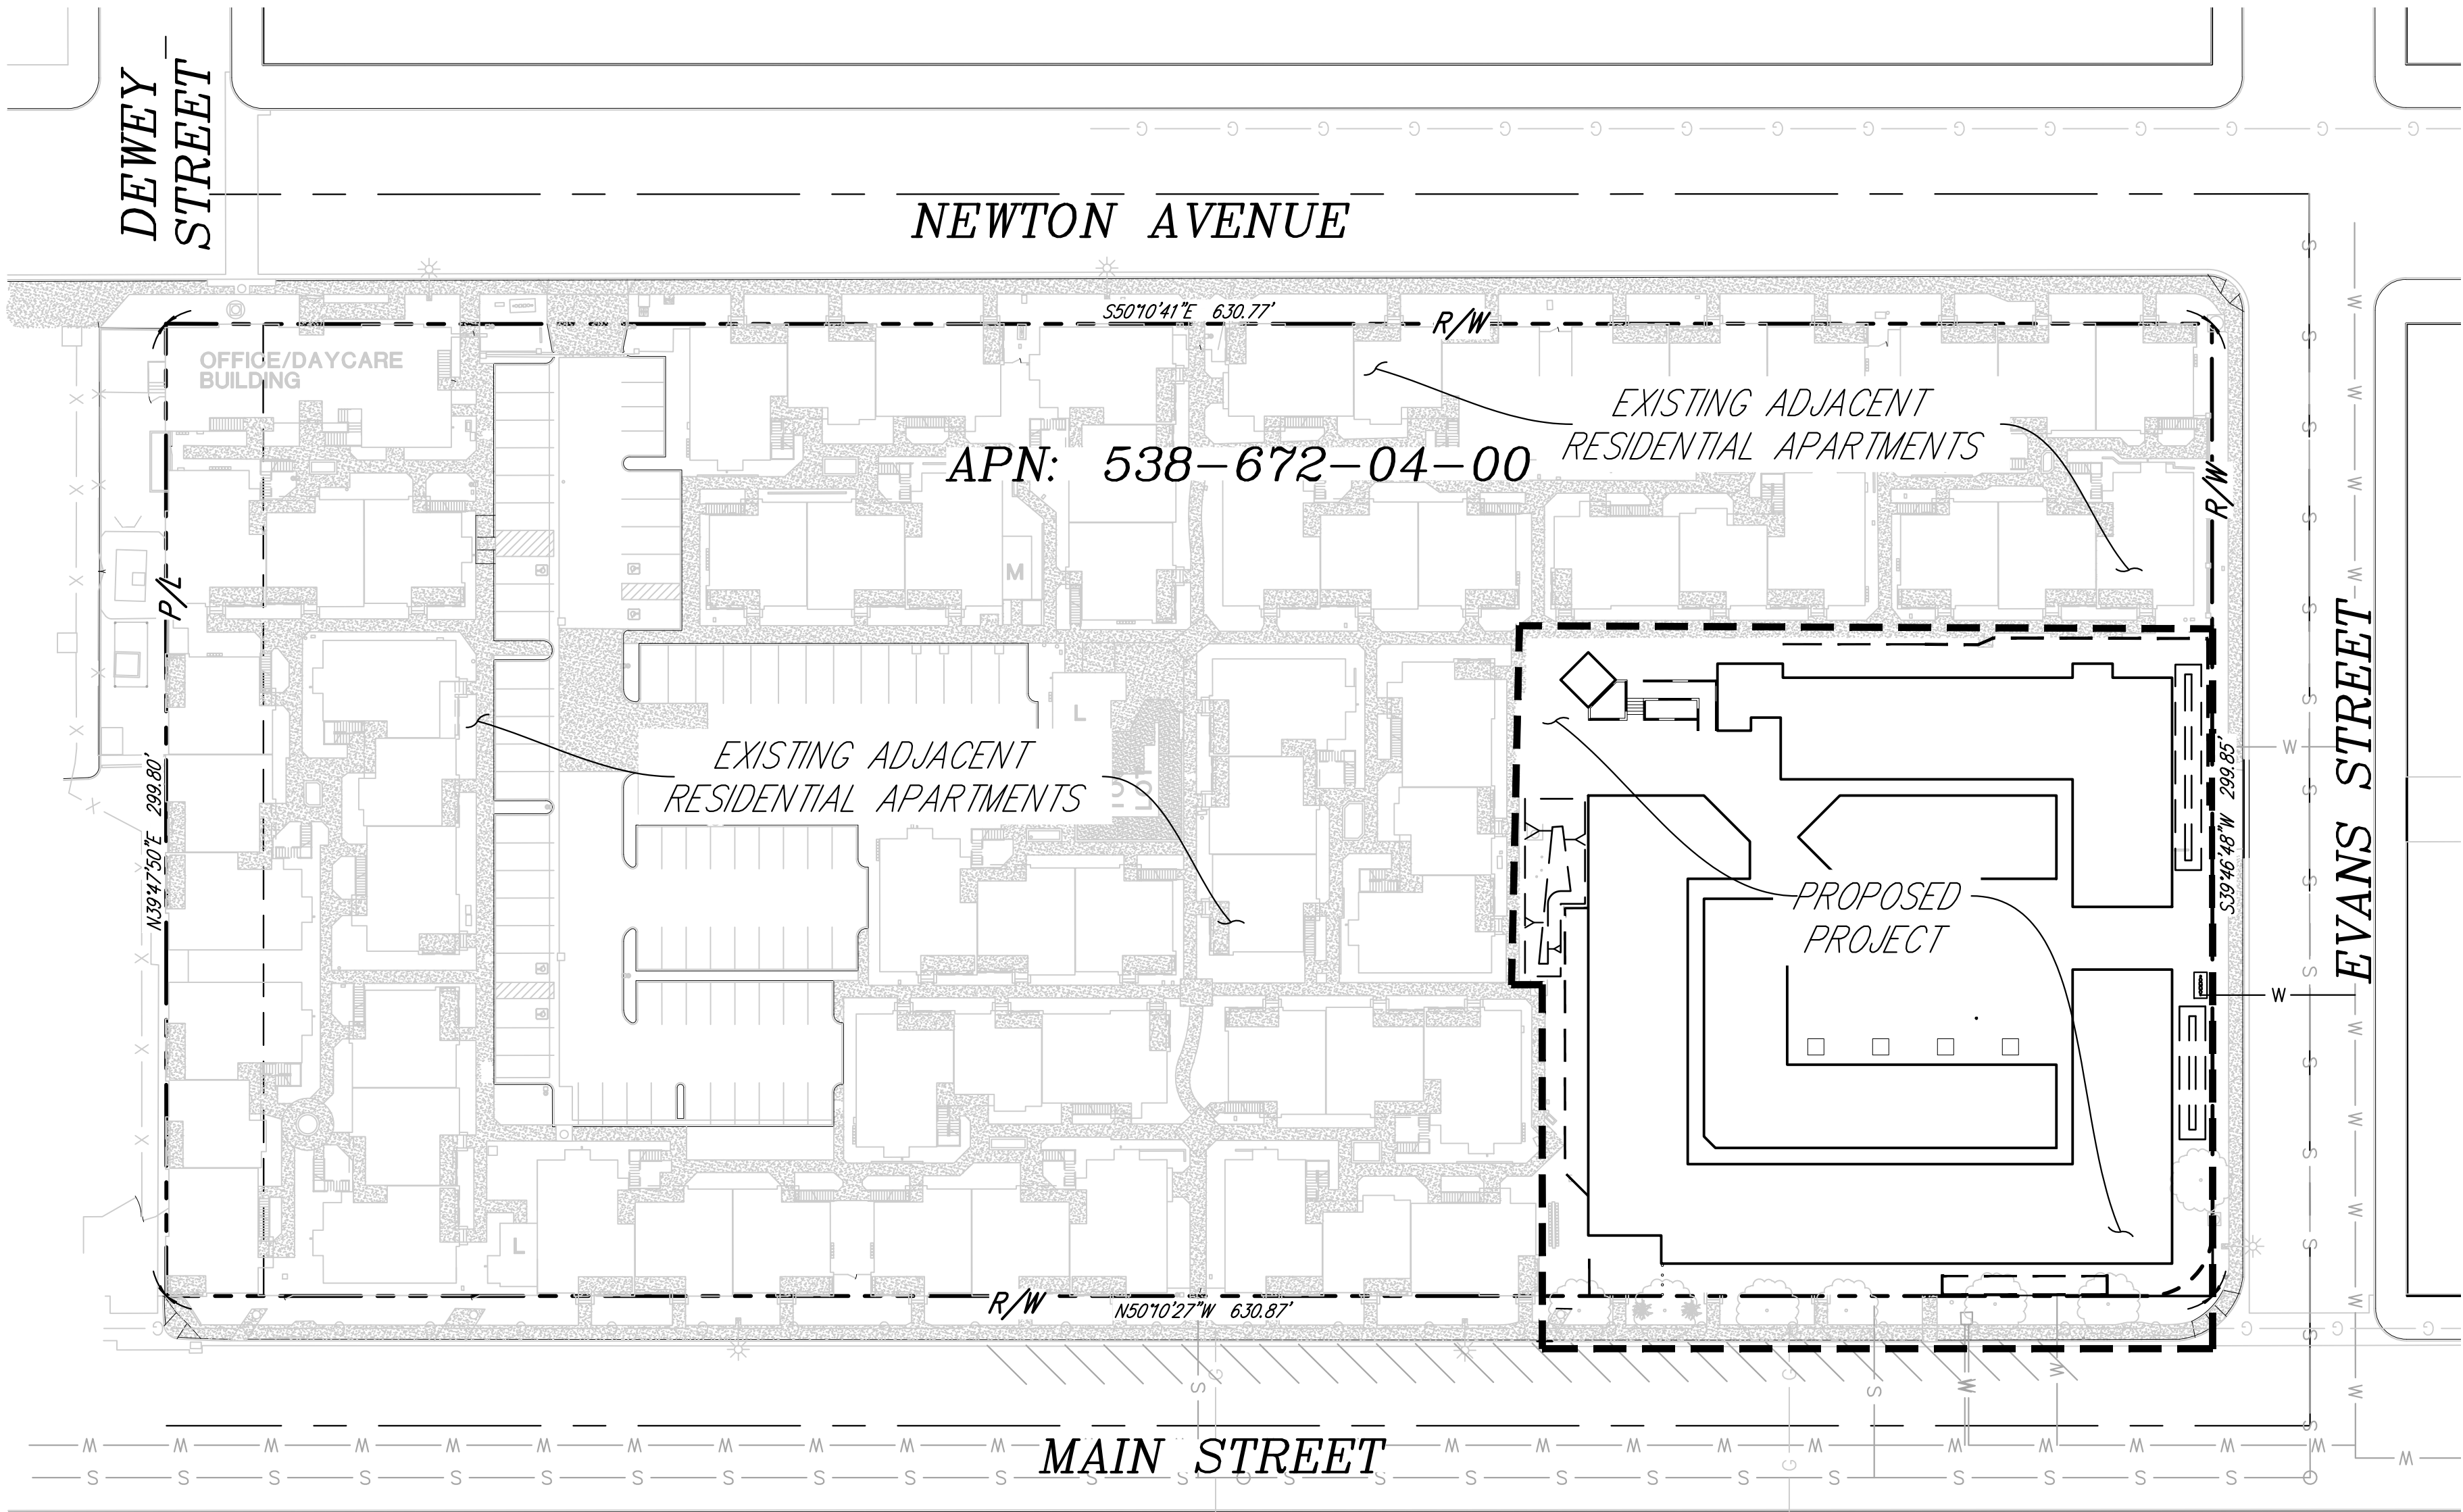 DEWEY
STREET
NEWTON AVENUE
S50°10'41"E 630.77'
R/W
OFFICE/DAYCARE
BUILDING
EXISTING ADJACENT
RESIDENTIAL APARTMENTS
APN: 538-672-04-00
R/W
M
P/L
L
EXISTING ADJACENT
RESIDENTIAL APARTMENTS
N39°47'50"E 299.80'
S39°46'48"W 299.85'
EVANS STREET
PROPOSED
PROJECT
L
R/W
N50°10'27"W 630.87'
MAIN STREET